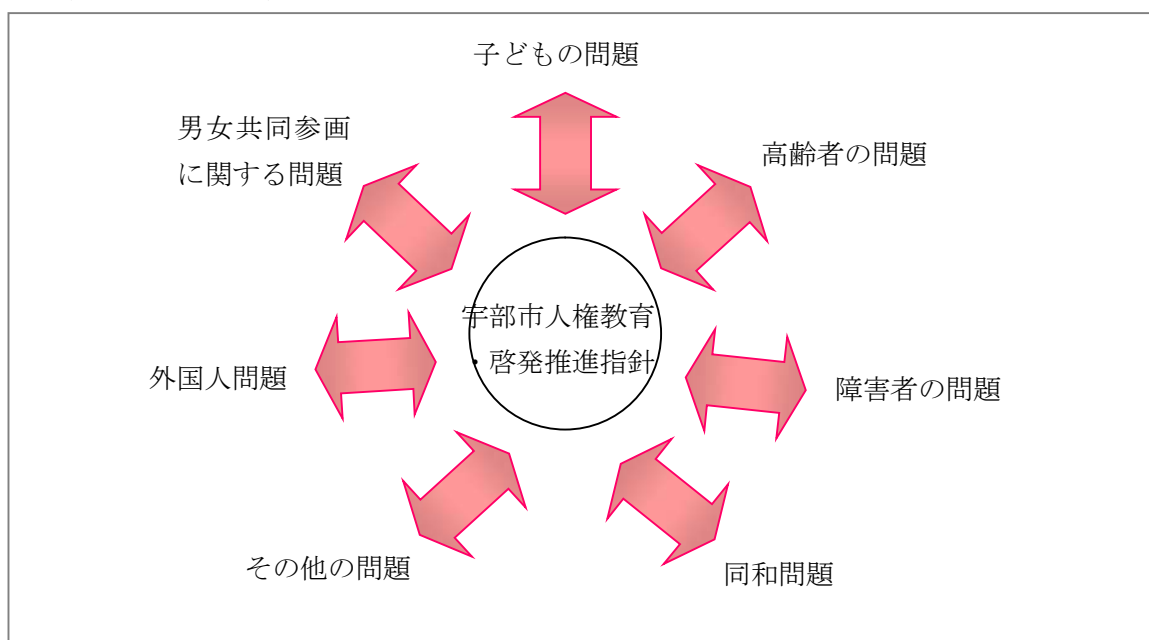 子どもの問題
男女共同参画
に関する問題
高齢者の問題
宇部市人権教育
・啓発推進指針
外国人問題
障害者の問題
その他の問題
同和問題